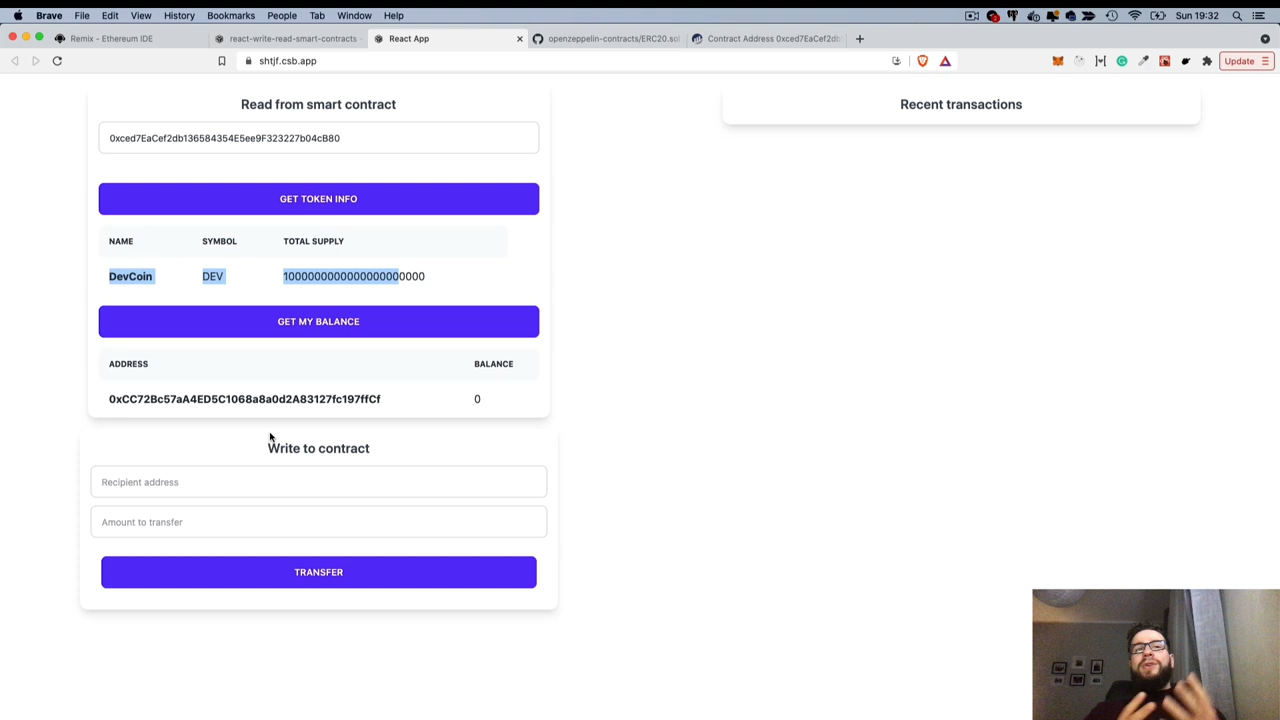 Brave File Edit View History Bookmarks People Tab Window Help Sun 19:32
Remix - Ethereum IDE react-write-read-smart-contracts React App openzeppelin-contracts/ERC20.sol Contract Address 0xced7EaCef2db
shtjf.csb.app Update
Read from smart contract
0xced7EaCef2db136584354E5ee9F323227b04cB80
GET TOKEN INFO
NAME SYMBOL TOTAL SUPPLY
DevCoin DEV 1000000000000000000000
GET MY BALANCE
ADDRESS BALANCE
0xCC72Bc57aA4ED5C1068a8a0d2A83127fc197ffCf 0
Write to contract
Recipient address
Amount to transfer
TRANSFER
Recent transactions